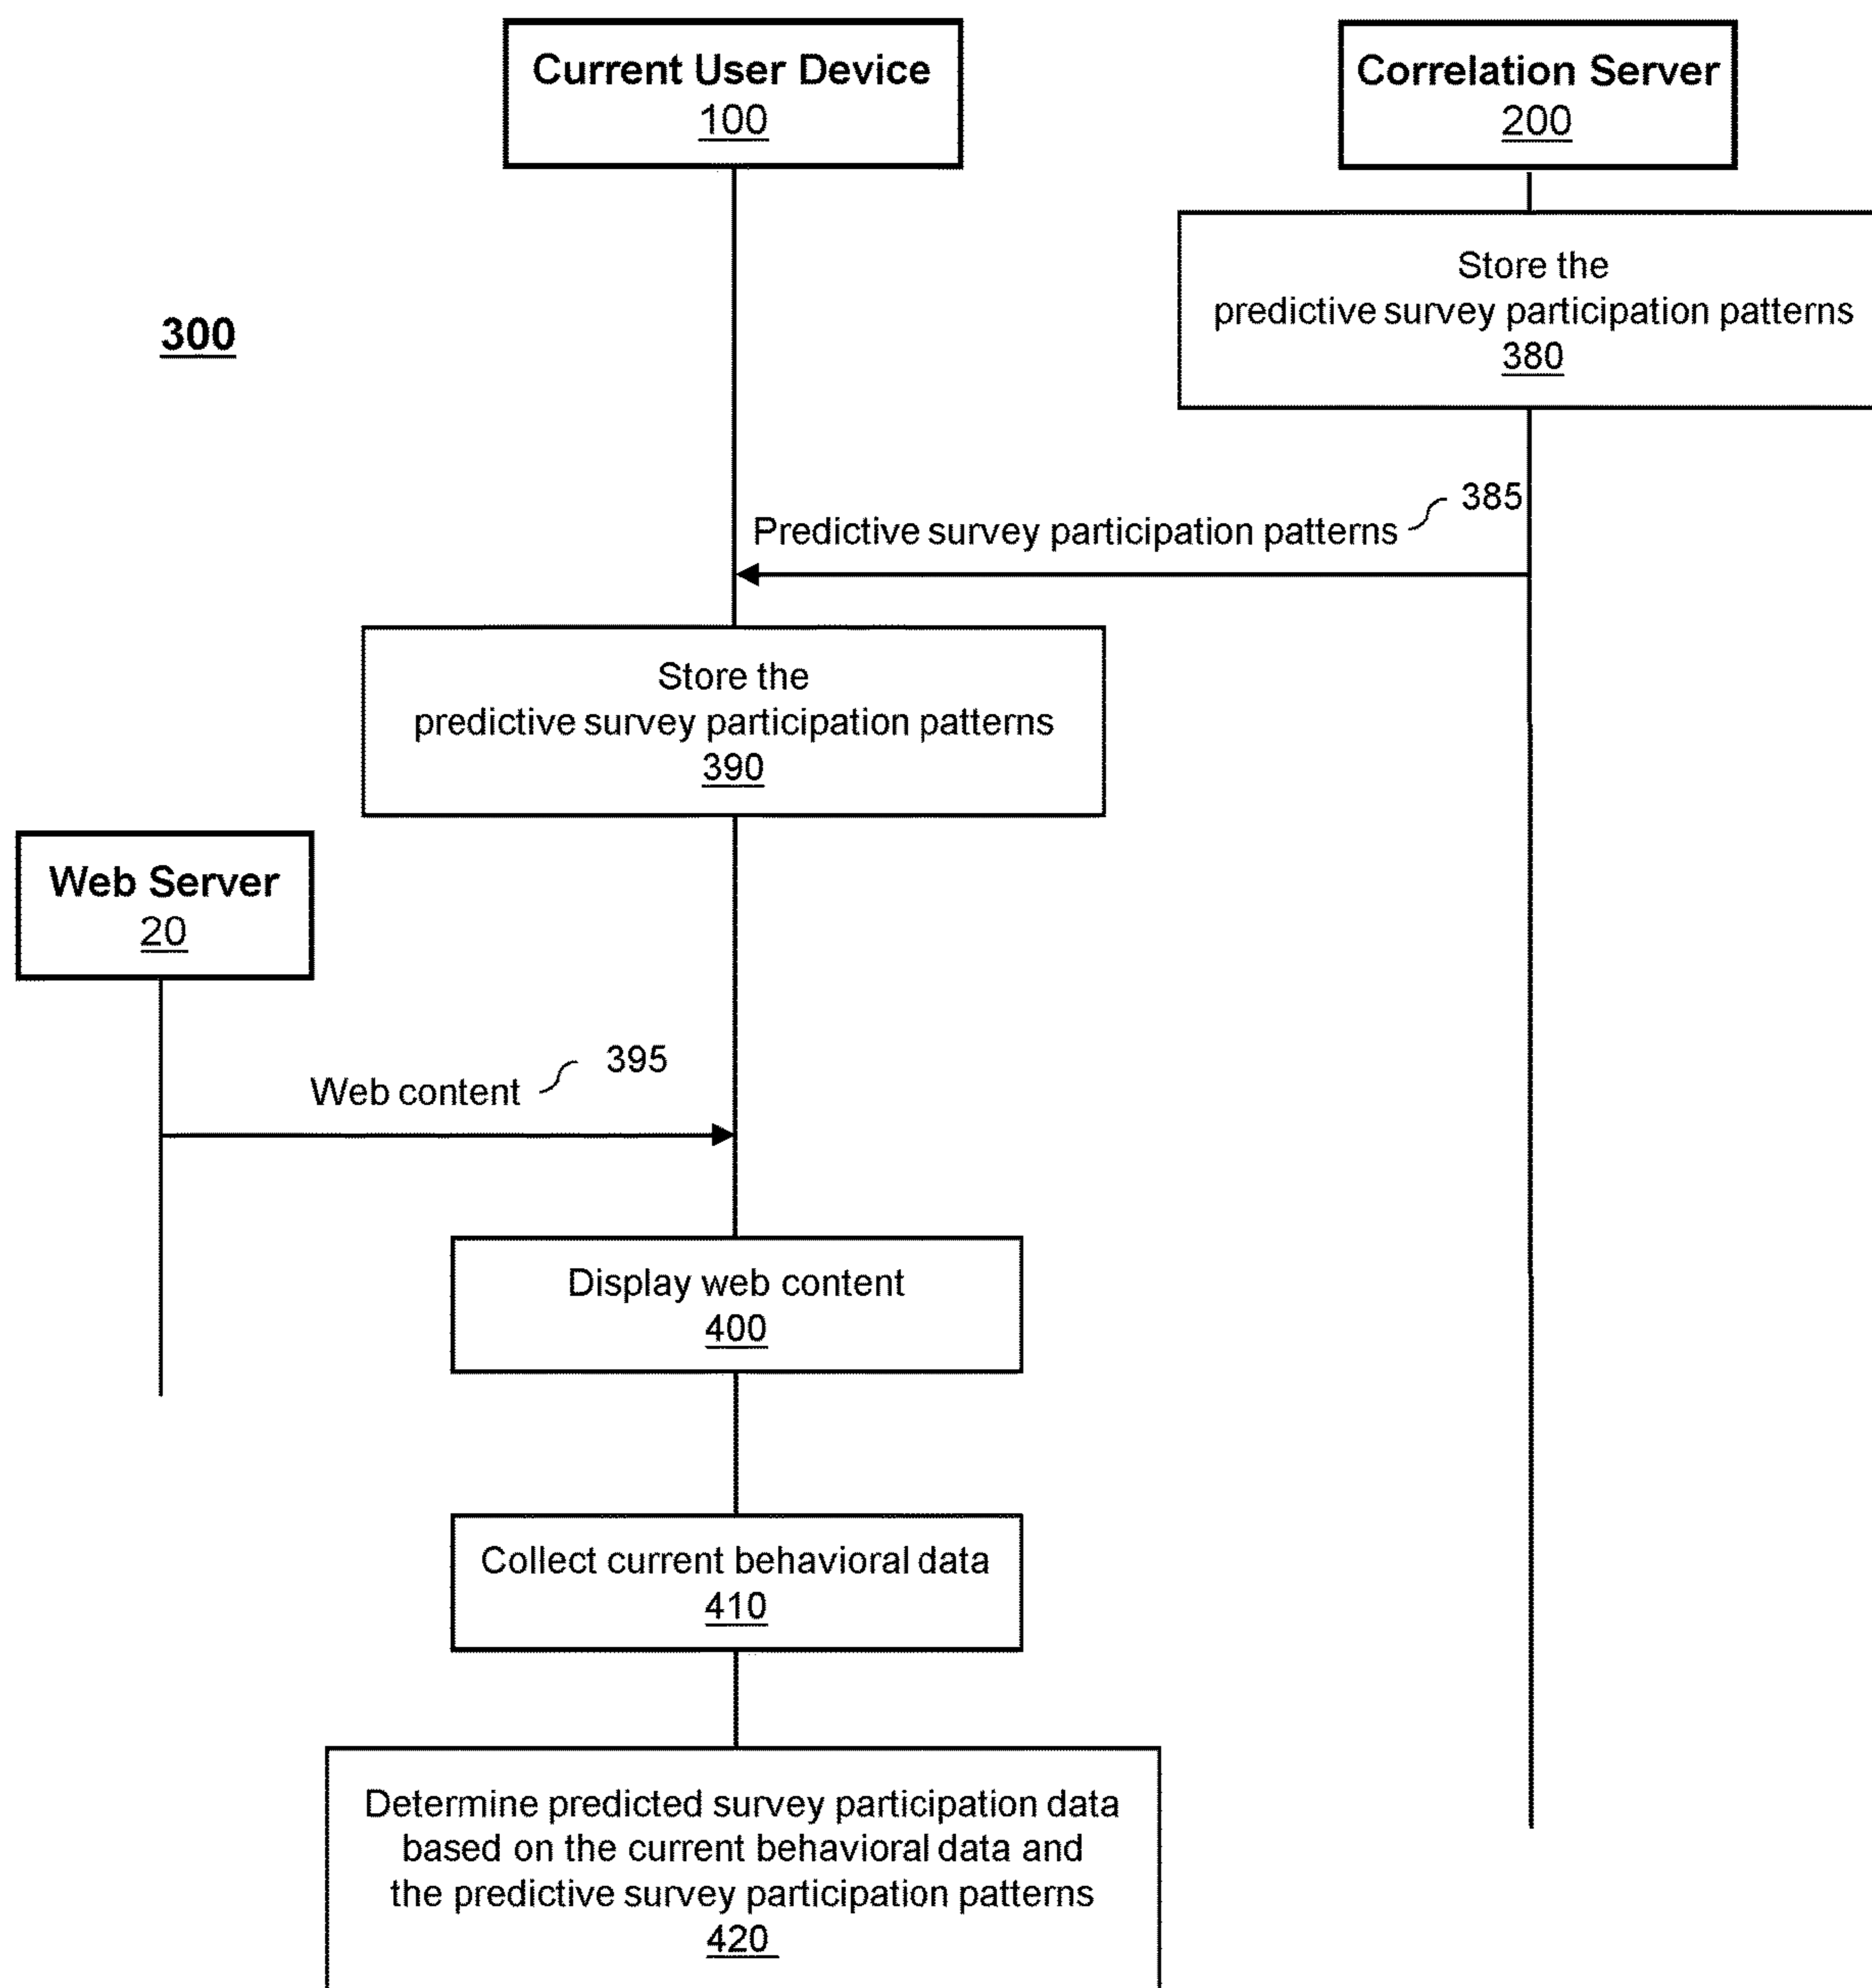 Current User Device
100
Correlation Server
200
Store the
predictive survey participation patterns
380
300
385
Predictive survey participation patterns
Store the
predictive survey participation patterns
390
Web Server
20
395
Web content
Display web content
400
Collect current behavioral data
410
Determine predicted survey participation data
based on the current behavioral data and
the predictive survey participation patterns
420